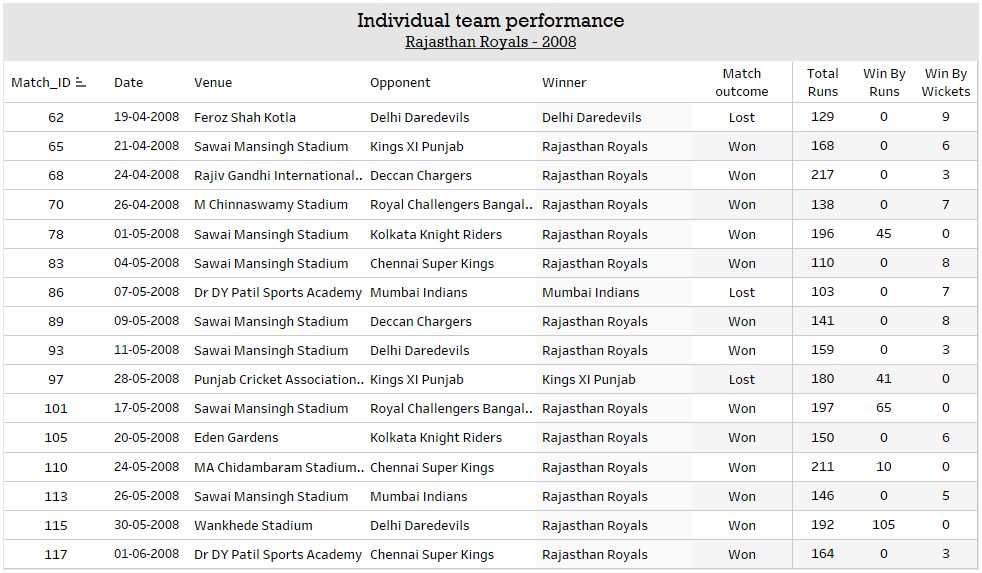 Individual team performance
Rajasthan Royals - 2008
Match_ID Date Venue Opponent Winner Match outcome Total Runs Win By Runs Win By Wickets
62 19-04-2008 Feroz Shah Kotla Delhi Daredevils Delhi Daredevils Lost 129 0 9
65 21-04-2008 Sawai Mansingh Stadium Kings XI Punjab Rajasthan Royals Won 168 0 6
68 24-04-2008 Rajiv Gandhi International.. Deccan Chargers Rajasthan Royals Won 217 0 3
70 26-04-2008 M Chinnaswamy Stadium Royal Challengers Bangal.. Rajasthan Royals Won 138 0 7
78 01-05-2008 Sawai Mansingh Stadium Kolkata Knight Riders Rajasthan Royals Won 196 45 0
83 04-05-2008 Sawai Mansingh Stadium Chennai Super Kings Rajasthan Royals Won 110 0 8
86 07-05-2008 Dr DY Patil Sports Academy Mumbai Indians Mumbai Indians Lost 103 0 7
89 09-05-2008 Sawai Mansingh Stadium Deccan Chargers Rajasthan Royals Won 141 0 8
93 11-05-2008 Sawai Mansingh Stadium Delhi Daredevils Rajasthan Royals Won 159 0 3
97 28-05-2008 Punjab Cricket Association.. Kings XI Punjab Kings XI Punjab Lost 180 41 0
101 17-05-2008 Sawai Mansingh Stadium Royal Challengers Bangal.. Rajasthan Royals Won 197 65 0
105 20-05-2008 Eden Gardens Kolkata Knight Riders Rajasthan Royals Won 150 0 6
110 24-05-2008 MA Chidambaram Stadium.. Chennai Super Kings Rajasthan Royals Won 211 10 0
113 26-05-2008 Sawai Mansingh Stadium Mumbai Indians Rajasthan Royals Won 146 0 5
115 30-05-2008 Wankhede Stadium Delhi Daredevils Rajasthan Royals Won 192 105 0
117 01-06-2008 Dr DY Patil Sports Academy Chennai Super Kings Rajasthan Royals Won 164 0 3